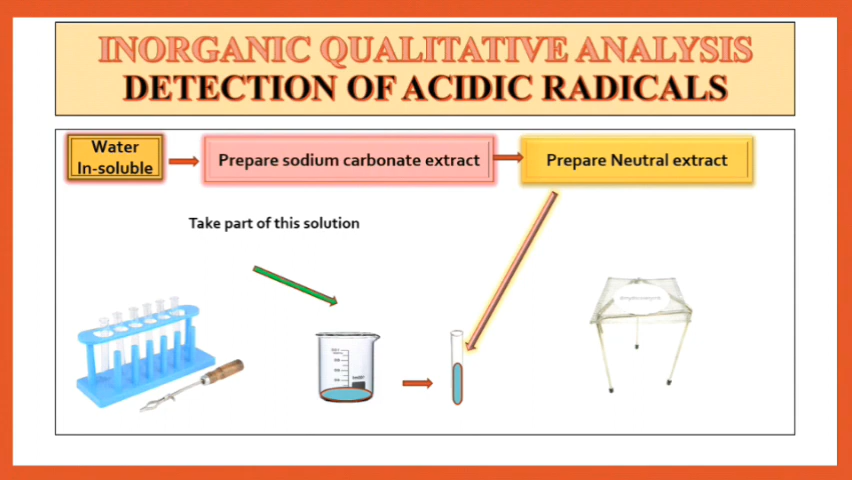 INORGANIC QUALITATIVE ANALYSIS
DETECTION OF ACIDIC RADICALS
Water
In-soluble
Prepare sodium carbonate extract
Prepare Neutral extract
Take part of this solution